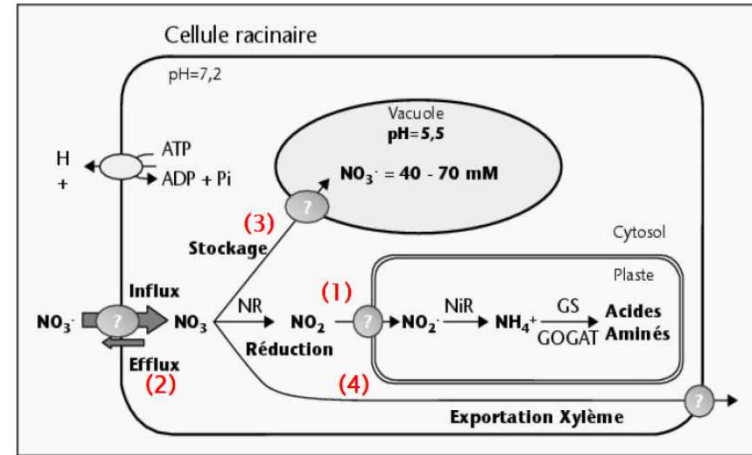 Cellule racinaire
pH=7,2
Vacuole
pH=5,5
NO₃⁻ = 40 - 70 mM
H
+
ATP
ADP + Pi
?
(3)
Stockage
Cytosol
Plaste
Influx
NO₃⁻ ? NO₃ NR NO₂ (1) ? NO₂⁻ NiR NH₄⁺ GS GOGAT Acides Aminés
Réduction
Efflux
(2)
(4)
?
Exportation Xylème